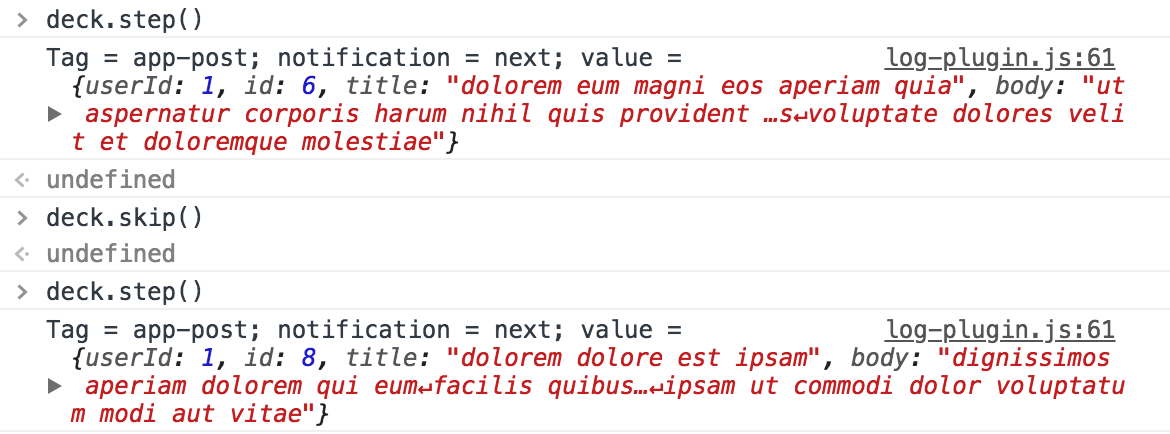 > deck.step()
Tag = app-post; notification = next; value = log-plugin.js:61
{userId: 1, id: 6, title: "dolorem eum magni eos aperiam quia", body: "ut
▶ aspernatur corporis harum nihil quis provident …s↵voluptate dolores veli
t et doloremque molestiae"}
<· undefined
> deck.skip()
<· undefined
> deck.step()
Tag = app-post; notification = next; value = log-plugin.js:61
{userId: 1, id: 8, title: "dolorem dolore est ipsam", body: "dignissimos
▶ aperiam dolorem qui eum↵facilis quibus…↵ipsam ut commodi dolor voluptatu
m modi aut vitae"}